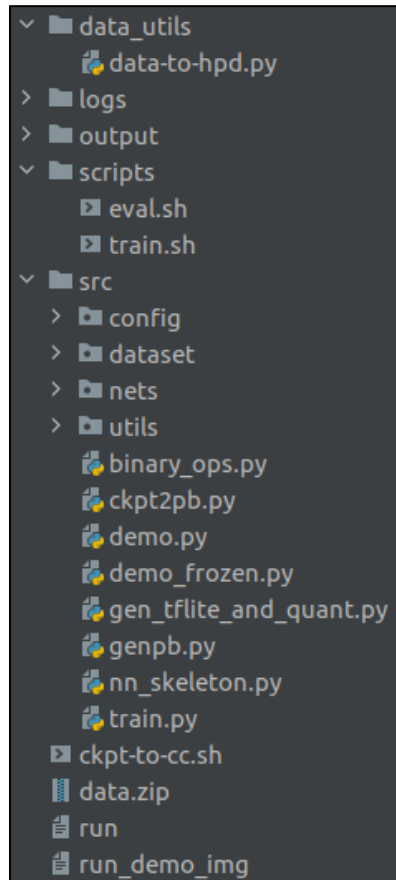 data_utils
data-to-hpd.py
logs
output
scripts
eval.sh
train.sh
src
config
dataset
nets
utils
binary_ops.py
ckpt2pb.py
demo.py
demo_frozen.py
gen_tflite_and_quant.py
genpb.py
nn_skeleton.py
train.py
ckpt-to-cc.sh
data.zip
run
run_demo_img